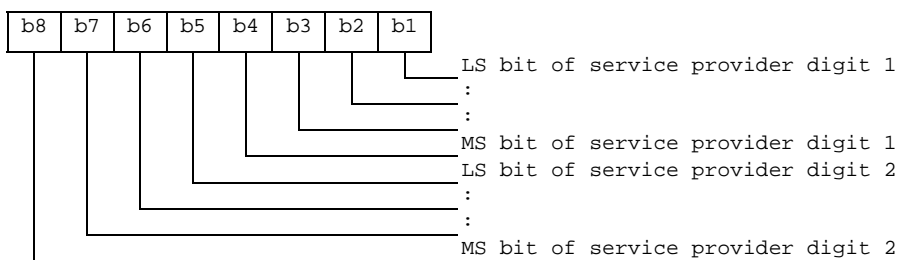 b8 b7 b6 b5 b4 b3 b2 b1
LS bit of service provider digit 1
:
:
MS bit of service provider digit 1
LS bit of service provider digit 2
:
:
MS bit of service provider digit 2